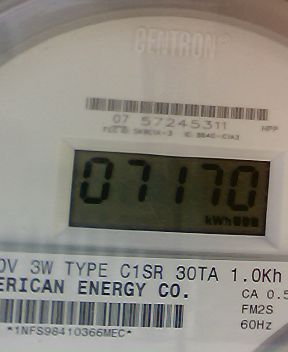 CENTRON®
07 57245311
NPP
07170
kWh
0V 3W TYPE C1SR 30TA 1.0Kh
ERICAN ENERGY CO.
CA 0.5
FM2S
*1NFS98410366MEC*
60Hz